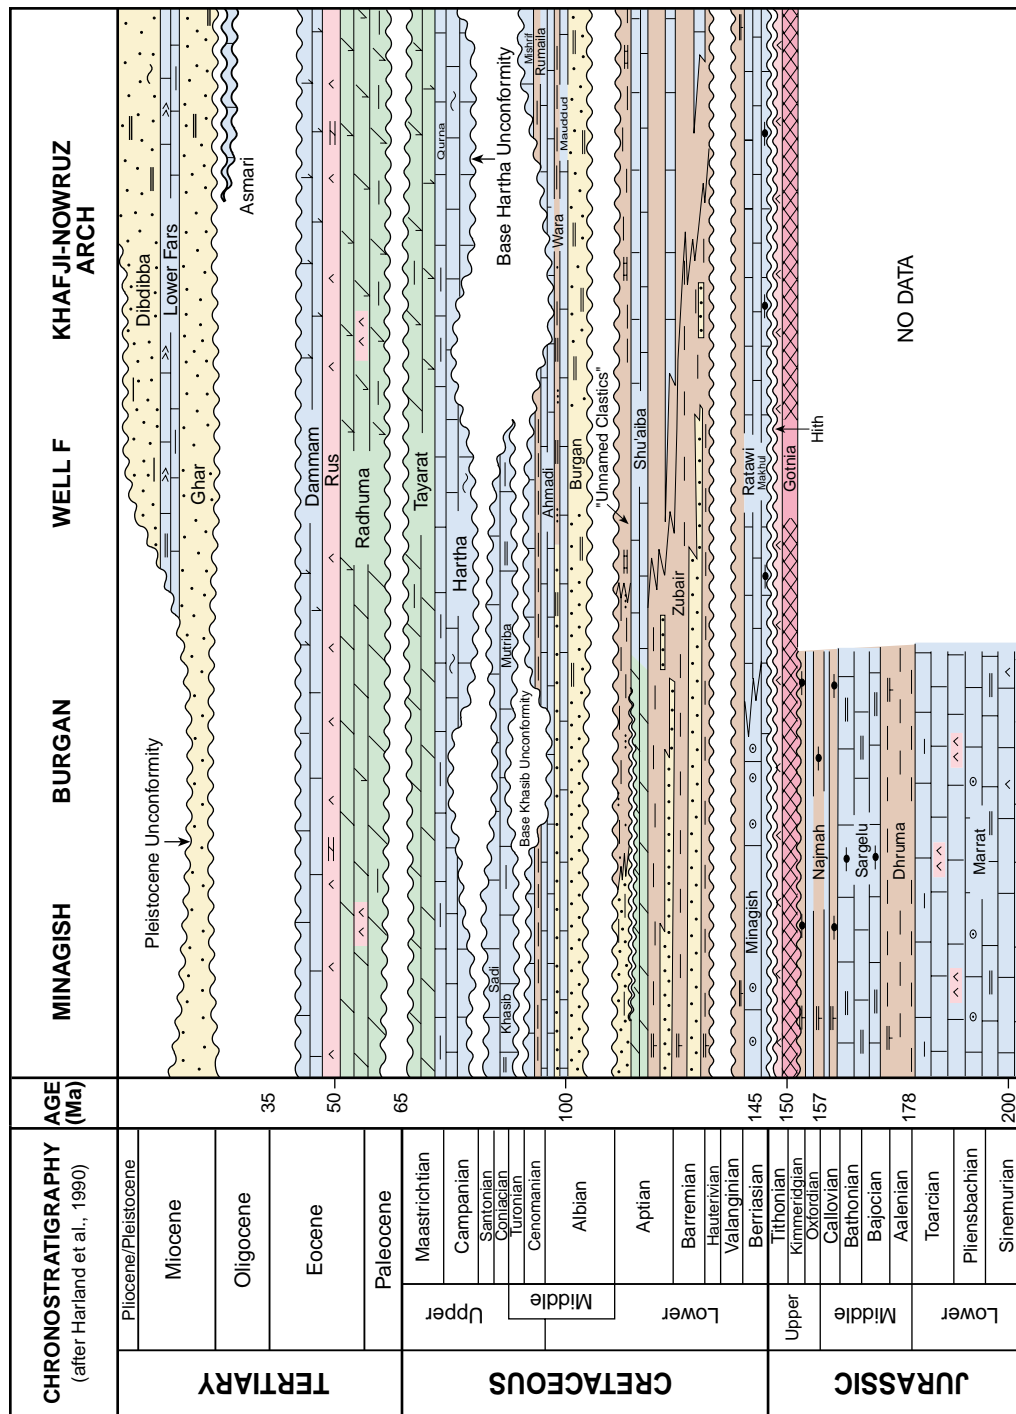 CHRONOSTRATIGRAPHY
(after Harland et al., 1990)
AGE
(Ma)
MINAGISH
BURGAN
WELL F
KHAFJI-NOWRUZ
ARCH
TERTIARY
Pliocene/Pleistocene
Miocene
Oligocene
Eocene
Paleocene
CRETACEOUS
Upper
Middle
Lower
Maastrichtian
Campanian
Santonian
Coniacian
Turonian
Cenomanian
Albian
Aptian
Barremian
Hauterivian
Valanginian
Berriasian
JURASSIC
Upper
Middle
Lower
Tithonian
Kimmeridgian
Oxfordian
Callovian
Bathonian
Bajocian
Aalenian
Toarcian
Pliensbachian
Sinemurian
35
50
65
100
145
150
157
178
200
Pleistocene Unconformity
Dibdibba
Lower Fars
Ghar
Asmari
Dammam
Rus
Radhuma
Tayarat
Qurna
Hartha
Base Hartha Unconformity
Sadi
Khasib
Mutriba
Base Khasib Unconformity
Mishrif
Rumaila
Ahmadi
Wara
Mauddud
Burgan
"Unnamed Clastics"
Shu'aiba
Zubair
Ratawi
Makhul
Minagish
Hith
Gotnia
Najmah
Sargelu
Dhruma
Marrat
NO DATA